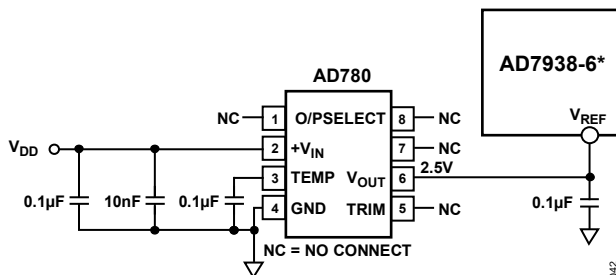 AD780
AD7938-6*
NC 1 O/PSELECT 8 NC
VREF
VDD 2 +VIN 7 NC
3 TEMP VOUT 6 2.5V
0.1µF 10nF 0.1µF 4 GND TRIM 5 NC 0.1µF
NC = NO CONNECT